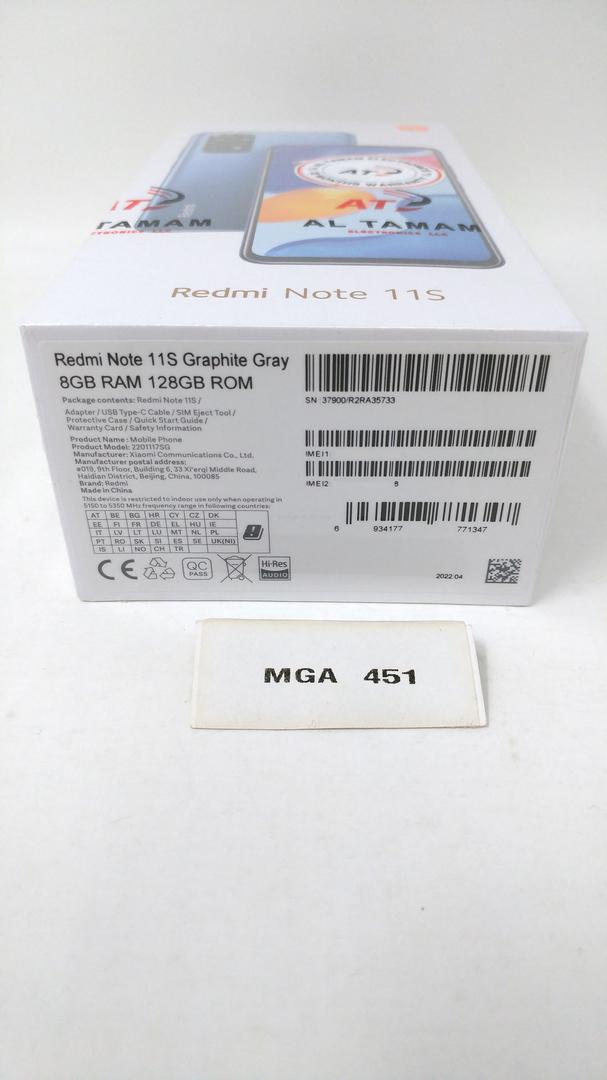 AT
TAMAM
AT
AT
AL TAMAM
ELECTRONICS LLC
Redmi Note 11S
Redmi Note 11S Graphite Gray
8GB RAM 128GB ROM
Package contents: Redmi Note 11S /
Adapter / USB Type-C Cable / SIM Eject Tool /
Protective Case / Quick Start Guide /
Warranty Card / Safety Information
Product Name: Mobile Phone
Product Model: 2201117SG
Manufacturer: Xiaomi Communications Co., Ltd.
Manufacturer postal address:
#019, 9th Floor, Building 6, 33 Xi'erqi Middle Road,
Haidian District, Beijing, China, 100085
Brand: Redmi
Made in China
This device is restricted to indoor use only when operating in
5150 to 5350 MHz frequency range in following countries:
AT BE BG HR CY CZ DK
EE FI FR DE EL HU IE
IT LV LT LU MT NL PL
PT RO SK SI ES SE UK(NI)
IS LI NO CH TR
CE
QC
PASS
Hi-Res
AUDIO
SN: 37900/R2RA35733
IMEI1:
IMEI2: 8
6 934177 771347
2022.04
MGA 451